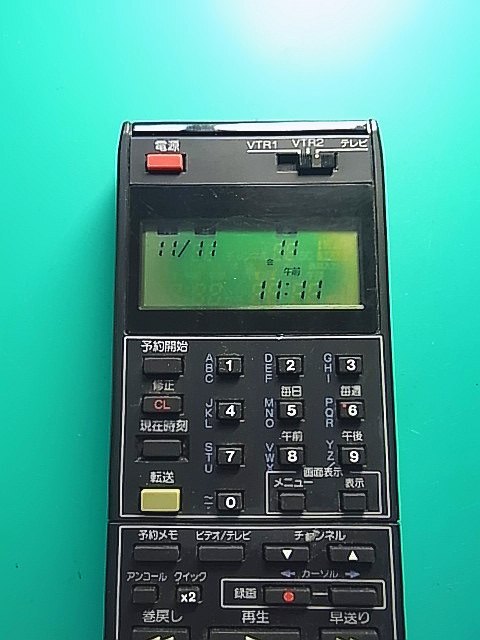 電源 VTR1 VTR2 テレビ
11/11 11
金
午前
11:11
予約開始
ABC 1 DEF 2 GHI 3
修正 毎日 毎週
CL JKL 4 MNO 5 PQR 6
現在時刻 午前 午後
STU 7 VWX 8 YZ 9
転送 画面表示
メニュー 表示
0
予約メモ ビデオ/テレビ チャンネル
▼ ▲
アンコール クイック カーソル
x2 録画
巻戻し 再生 早送り